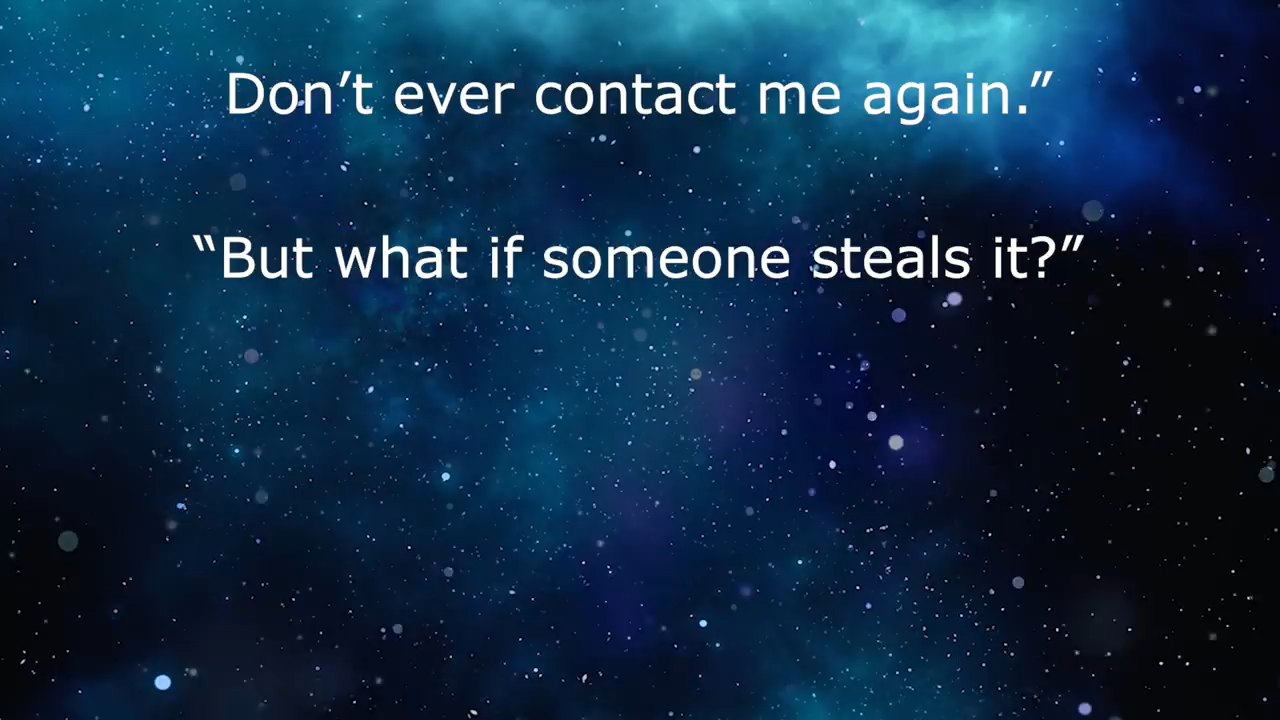 Don’t ever contact me again.”
“But what if someone steals it?”